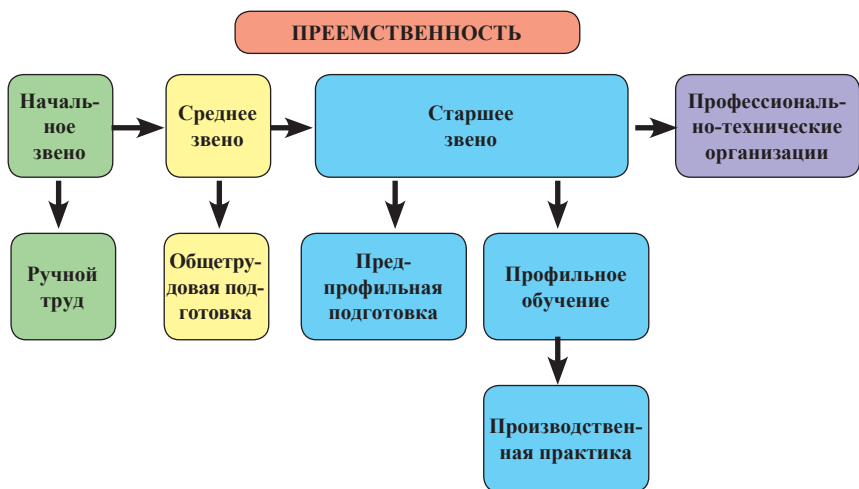 ПРЕЕМСТВЕННОСТЬ
Началь-
ное
звено
Среднее
звено
Старшее
звено
Профессиональ-
но-технические
организации
Ручной
труд
Общетру-
довая под-
готовка
Пред-
профильная
подготовка
Профильное
обучение
Производствен-
ная практика